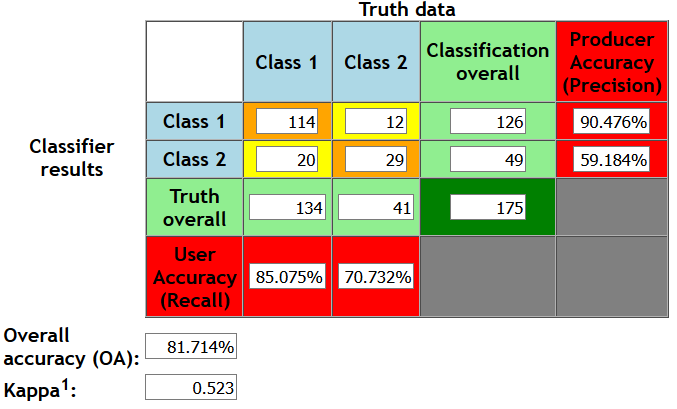 Truth data
Class 1 Class 2 Classification overall Producer Accuracy (Precision)
Classifier results
Class 1 114 12 126 90.476%
Class 2 20 29 49 59.184%
Truth overall 134 41 175
User Accuracy (Recall) 85.075% 70.732%
Overall accuracy (OA): 81.714%
Kappa1: 0.523